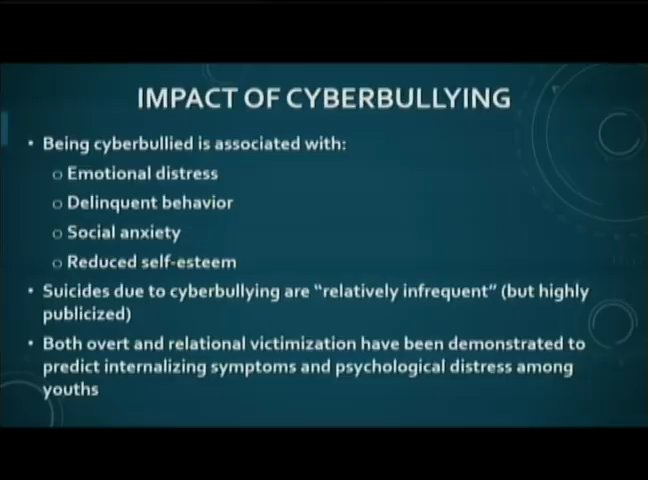 IMPACT OF CYBERBULLYING
• Being cyberbullied is associated with:
o Emotional distress
o Delinquent behavior
o Social anxiety
o Reduced self-esteem
• Suicides due to cyberbullying are “relatively infrequent” (but highly
publicized)
• Both overt and relational victimization have been demonstrated to
predict internalizing symptoms and psychological distress among
youths